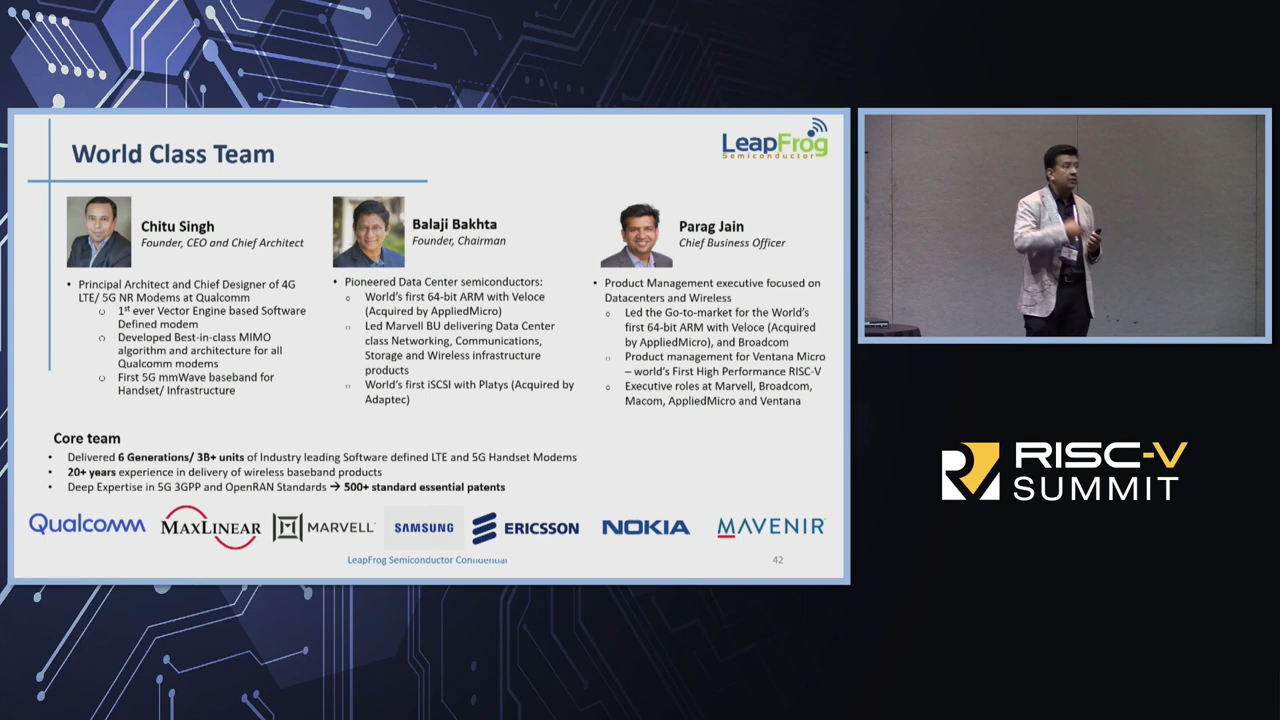 World Class Team
LeapFrog
Semiconductor
Chitu Singh
Founder, CEO and Chief Architect
• Principal Architect and Chief Designer of 4G
LTE/ 5G NR Modems at Qualcomm
○ 1st ever Vector Engine based Software
Defined modem
○ Developed Best-in-class MIMO
algorithm and architecture for all
Qualcomm modems
○ First 5G mmWave baseband for
Handset/ Infrastructure
Balaji Bakhta
Founder, Chairman
• Pioneered Data Center semiconductors:
○ World's first 64-bit ARM with Veloce
(Acquired by AppliedMicro)
○ Led Marvell BU delivering Data Center
class Networking, Communications,
Storage and Wireless infrastructure
products
○ World's first iSCSI with Platys (Acquired by
Adaptec)
Parag Jain
Chief Business Officer
• Product Management executive focused on
Datacenters and Wireless
○ Led the Go-to-market for the World's
first 64-bit ARM with Veloce (Acquired
by AppliedMicro), and Broadcom
○ Product management for Ventana Micro
– world's First High Performance RISC-V
○ Executive roles at Marvell, Broadcom,
Macom, AppliedMicro and Ventana
Core team
• Delivered 6 Generations/ 3B+ units of Industry leading Software defined LTE and 5G Handset Modems
• 20+ years experience in delivery of wireless baseband products
• Deep Expertise in 5G 3GPP and OpenRAN Standards → 500+ standard essential patents
Qualcomm MAXLINEAR MARVELL SAMSUNG ERICSSON NOKIA MAVENIR
LeapFrog Semiconductor Confidential
42
RISC-V
SUMMIT